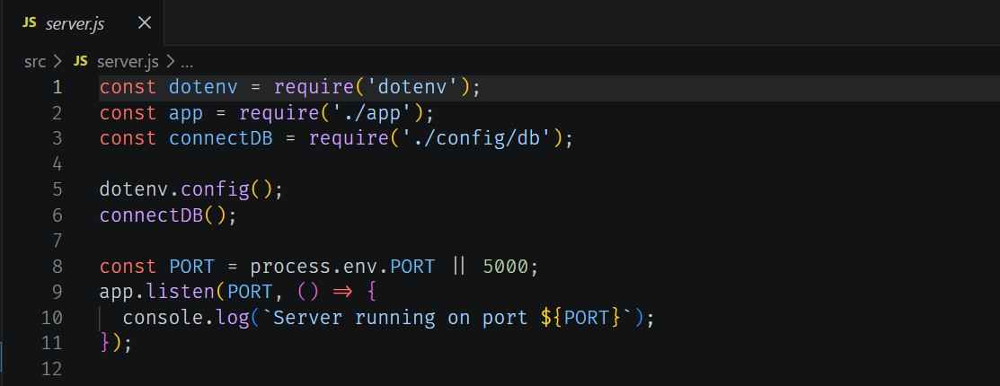 JS server.js ×
src > JS server.js > ...
1 const dotenv = require('dotenv');
2 const app = require('./app');
3 const connectDB = require('./config/db');
4
5 dotenv.config();
6 connectDB();
7
8 const PORT = process.env.PORT || 5000;
9 app.listen(PORT, () => {
10   console.log(`Server running on port ${PORT}`);
11 });
12